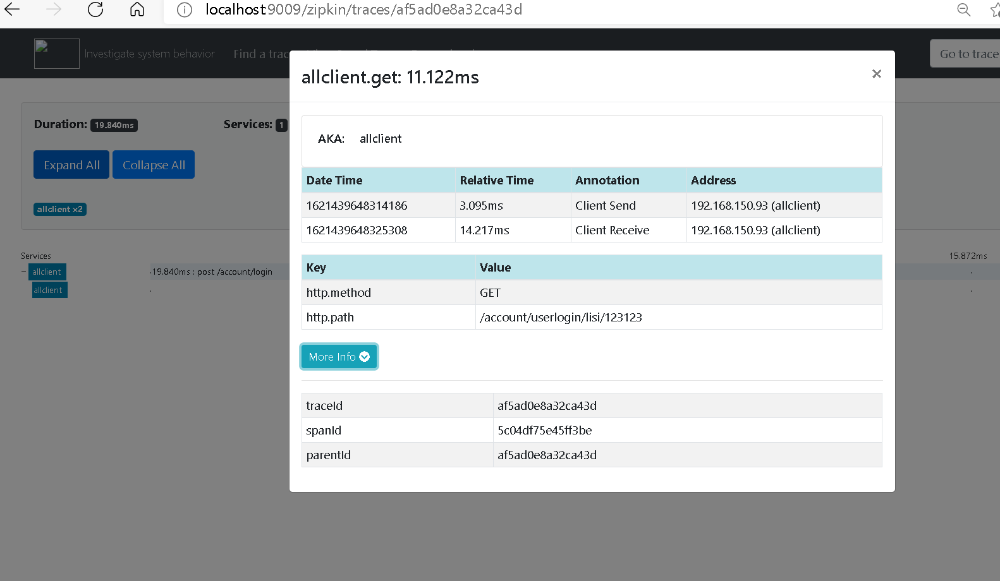 localhost:9009/zipkin/traces/af5ad0e8a32ca43d
Investigate system behavior Find a trac
Go to trace
allclient.get: 11.122ms ×
Duration: 19.840ms Services: 1
Expand All Collapse All
allclient x2
AKA: allclient
Date Time Relative Time Annotation Address
1621439648314186 3.095ms Client Send 192.168.150.93 (allclient)
1621439648325308 14.217ms Client Receive 192.168.150.93 (allclient)
Services 15.872ms
− allclient 19.840ms : post /account/login
allclient
Key Value
http.method GET
http.path /account/userlogin/lisi/123123
More Info
traceId af5ad0e8a32ca43d
spanId 5c04df75e45ff3be
parentId af5ad0e8a32ca43d